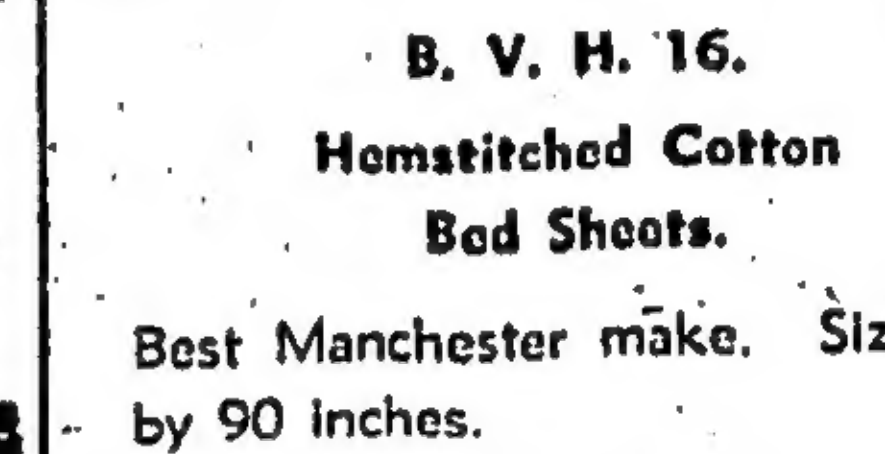 B. V. H. 16.
Hemstitched Cotton
Bed Sheets.
Best Manchester make.
by 90 inches.